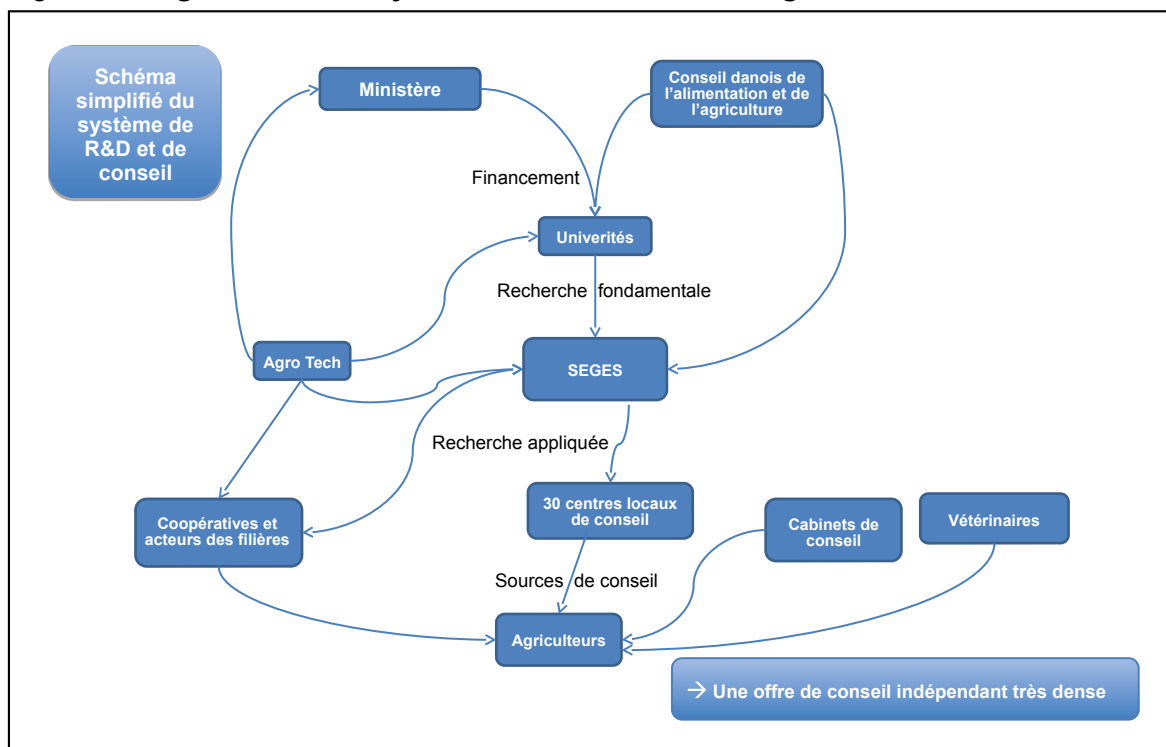 Schéma
simplifié du
système de
R&D et de
conseil
Ministère
Conseil danois de
l'alimentation et de
l'agriculture
Financement
Univerités
Recherche fondamentale
Agro Tech
SEGES
Recherche appliquée
Coopératives et
acteurs des filières
30 centres locaux
de conseil
Cabinets de
conseil
Vétérinaires
Sources de conseil
Agriculteurs
→ Une offre de conseil indépendant très dense